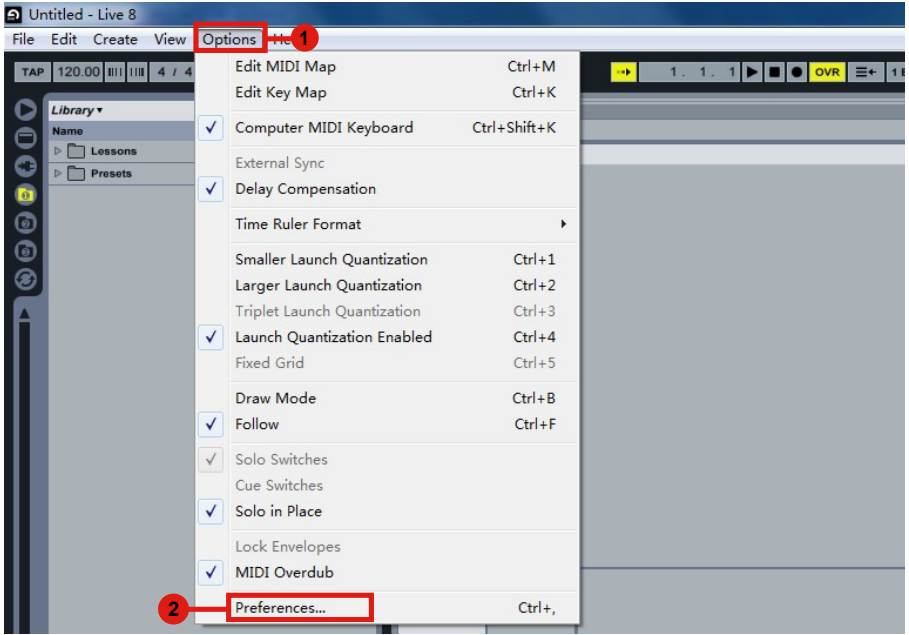 Untitled - Live 8
File Edit Create View Options
1
TAP 120.00 4 / 4 1 . 1 . 1 OVR
Library
Name
Lessons
Presets
Edit MIDI Map Ctrl+M
Edit Key Map Ctrl+K
Computer MIDI Keyboard Ctrl+Shift+K
External Sync
Delay Compensation
Time Ruler Format
Smaller Launch Quantization Ctrl+1
Larger Launch Quantization Ctrl+2
Triplet Launch Quantization Ctrl+3
Launch Quantization Enabled Ctrl+4
Fixed Grid Ctrl+5
Draw Mode Ctrl+B
Follow Ctrl+F
Solo Switches
Cue Switches
Solo in Place
Lock Envelopes
MIDI Overdub
2 Preferences... Ctrl+,